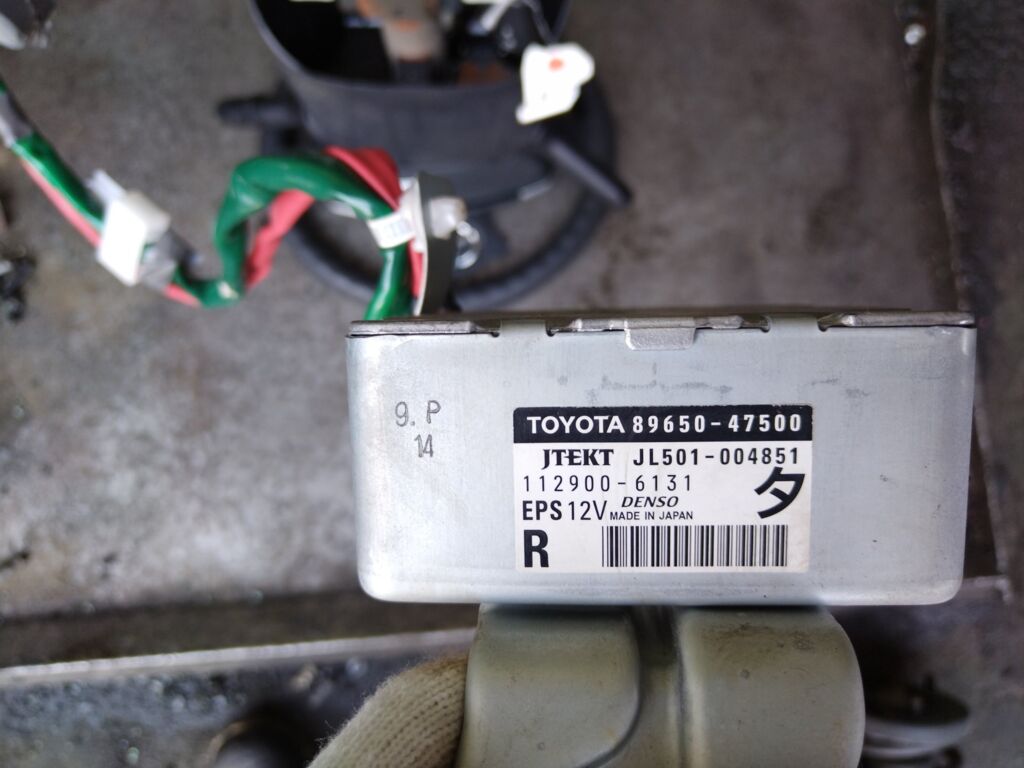 9. P
14
TOYOTA 89650-47500
JTEKT JL501-004851
112900-6131
タ
EPS 12V DENSO MADE IN JAPAN
R